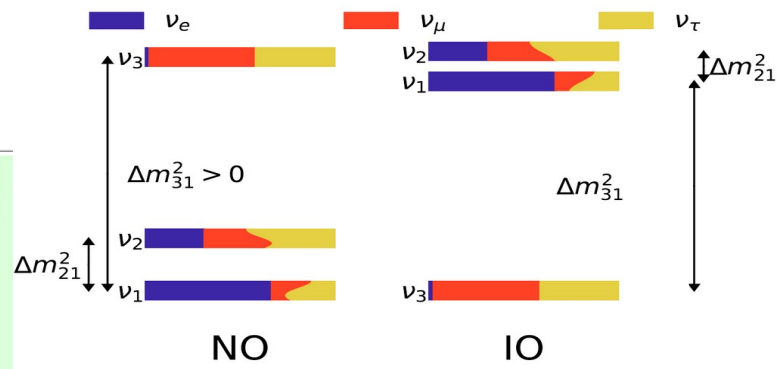 νe νμ ντ
ν3
ν2
ν1
Δm²₂₁
Δm²₃₁ > 0
Δm²₃₁
ν2
Δm²₂₁
ν1
ν3
NO IO